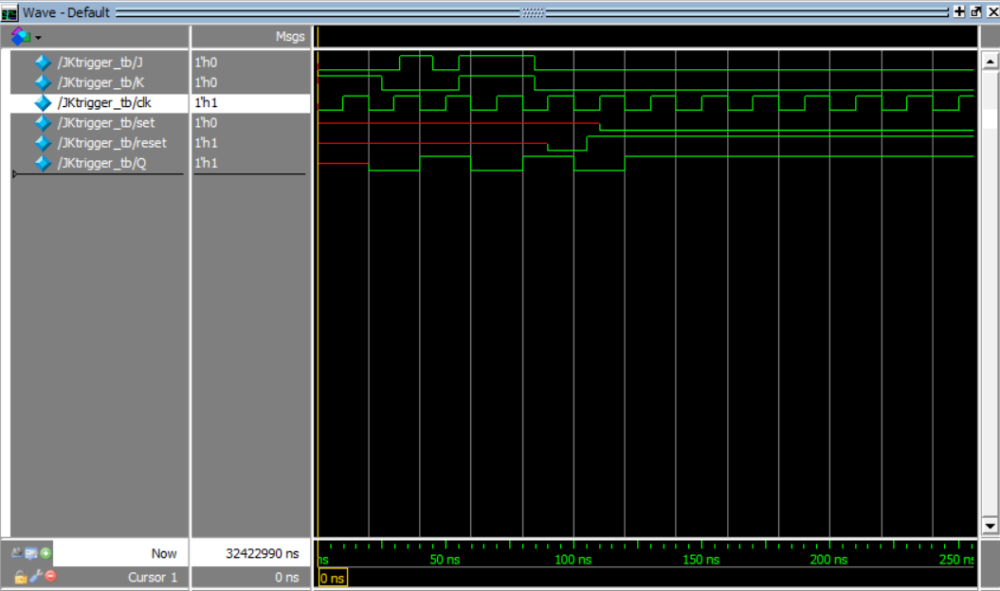 Wave - Default
Msgs
/JKtrigger_tb/J 1'h0
/JKtrigger_tb/K 1'h0
/JKtrigger_tb/clk 1'h1
/JKtrigger_tb/set 1'h0
/JKtrigger_tb/reset 1'h1
/JKtrigger_tb/Q 1'h1
Now 32422990 ns ns 50 ns 100 ns 150 ns 200 ns 250 ns
Cursor 1 0 ns 0 ns